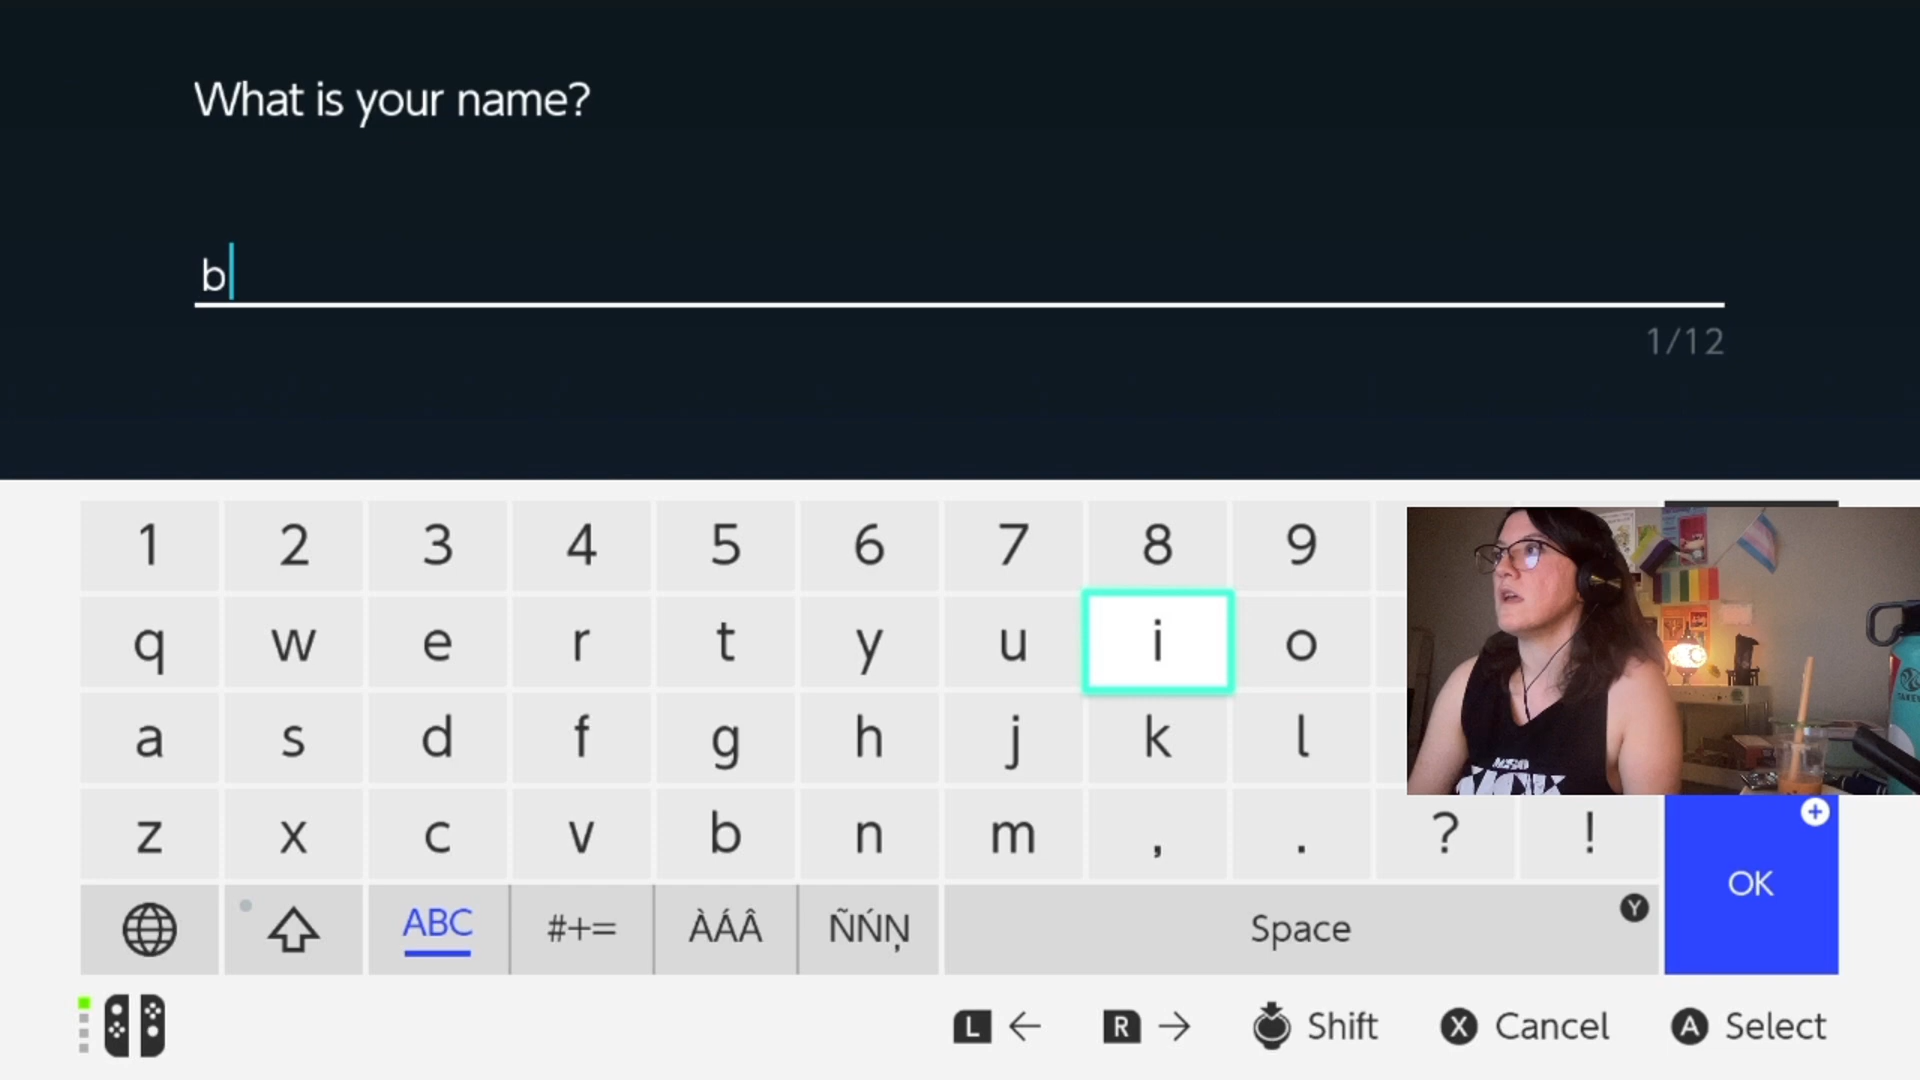 What is your name?
b
1/12
1 2 3 4 5 6 7 8 9
q w e r t y u i o
a s d f g h j k l
z x c v b n m , . ? !
ABC #+= ÀÁÂ ÑŃŅ Space Y OK
L ← R → Shift X Cancel A Select